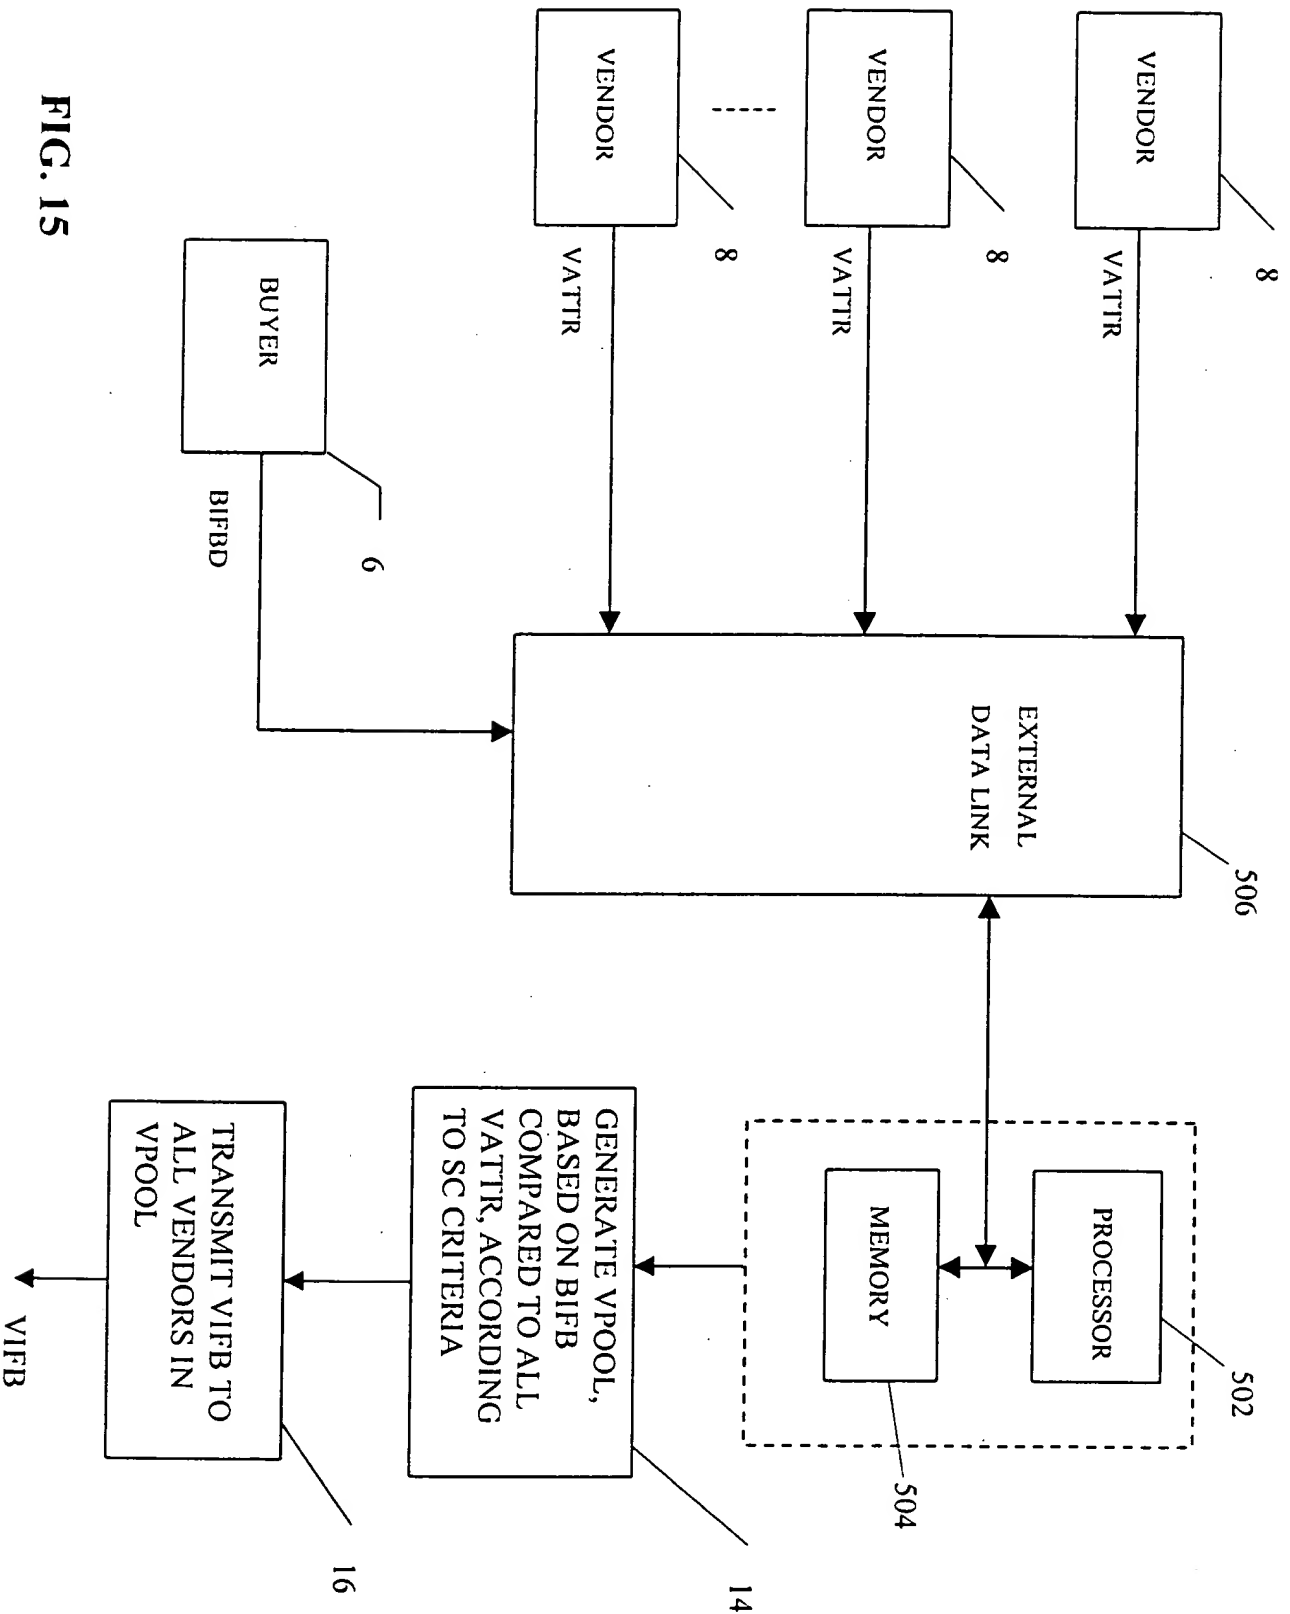 VENDOR
8
VATTR
VENDOR
8
VATTR
VENDOR
8
VATTR
BUYER
6
BIFBD
EXTERNAL
DATA LINK
506
PROCESSOR
502
MEMORY
504
GENERATE VPOOL,
BASED ON BIFB
COMPARED TO ALL
VATTR, ACCORDING
TO SC CRITERIA
14
TRANSMIT VIFB TO
ALL VENDORS IN
VPOOL
16
VIFB
FIG. 15